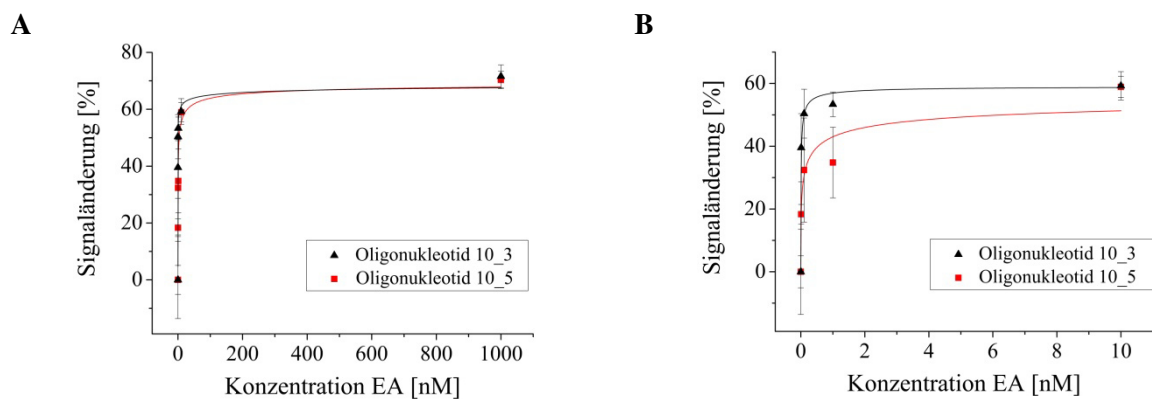 A
Signaländerung [%]
80
60
40
20
0
Oligonukleotid 10_3
Oligonukleotid 10_5
0 200 400 600 800 1000
Konzentration EA [nM]
B
Signaländerung [%]
80
60
40
20
0
Oligonukleotid 10_3
Oligonukleotid 10_5
0 2 4 6 8 10
Konzentration EA [nM]